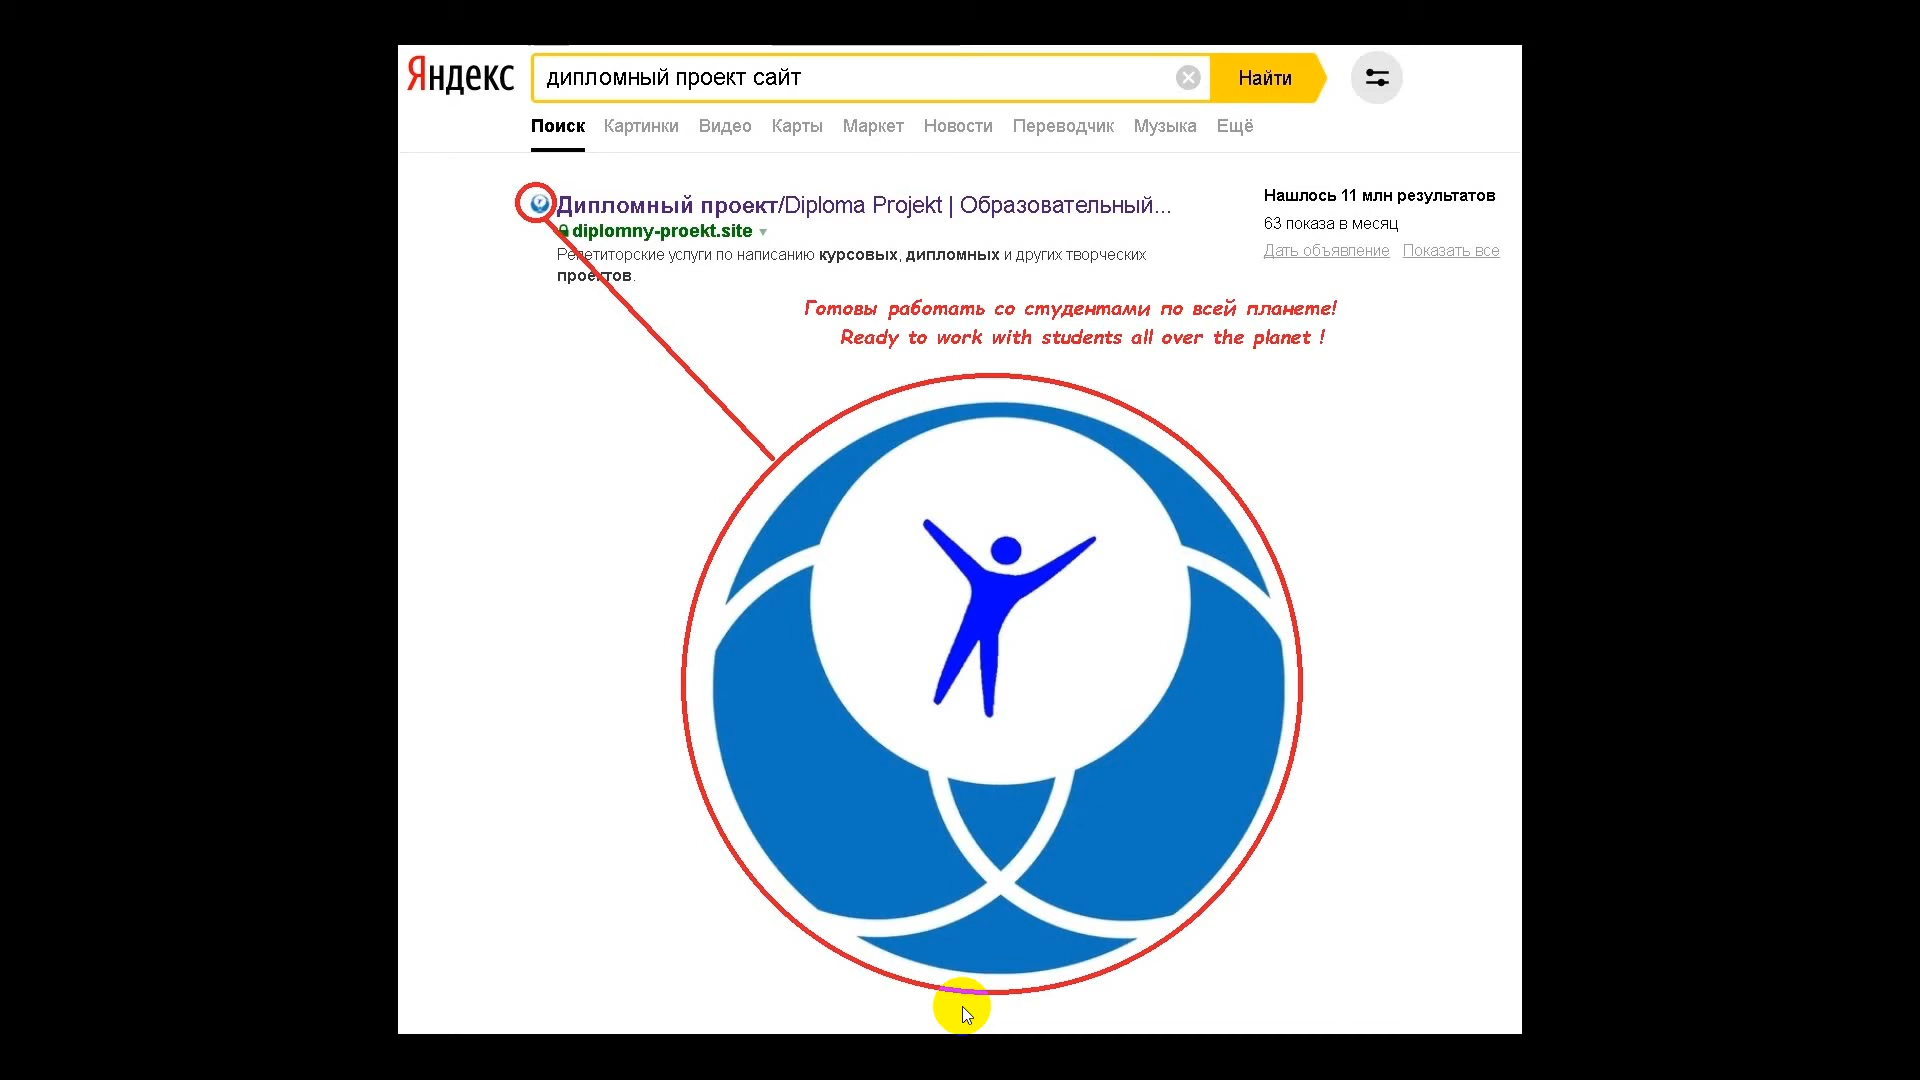 Яндекс
дипломный проект сайт
Найти
Поиск Картинки Видео Карты Маркет Новости Переводчик Музыка Ещё
Дипломный проект/Diploma Projekt | Образовательный...
diplomny-proekt.site
Репетиторские услуги по написанию курсовых, дипломных и других творческих
проектов.
Нашлось 11 млн результатов
63 показа в месяц
Дать объявление Показать все
Готовы работать со студентами по всей планете!
Ready to work with students all over the planet !